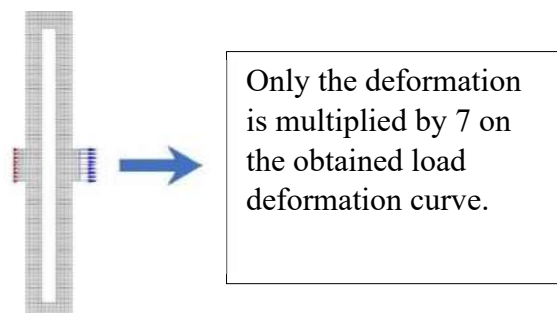 Only the deformation
is multiplied by 7 on
the obtained load
deformation curve.